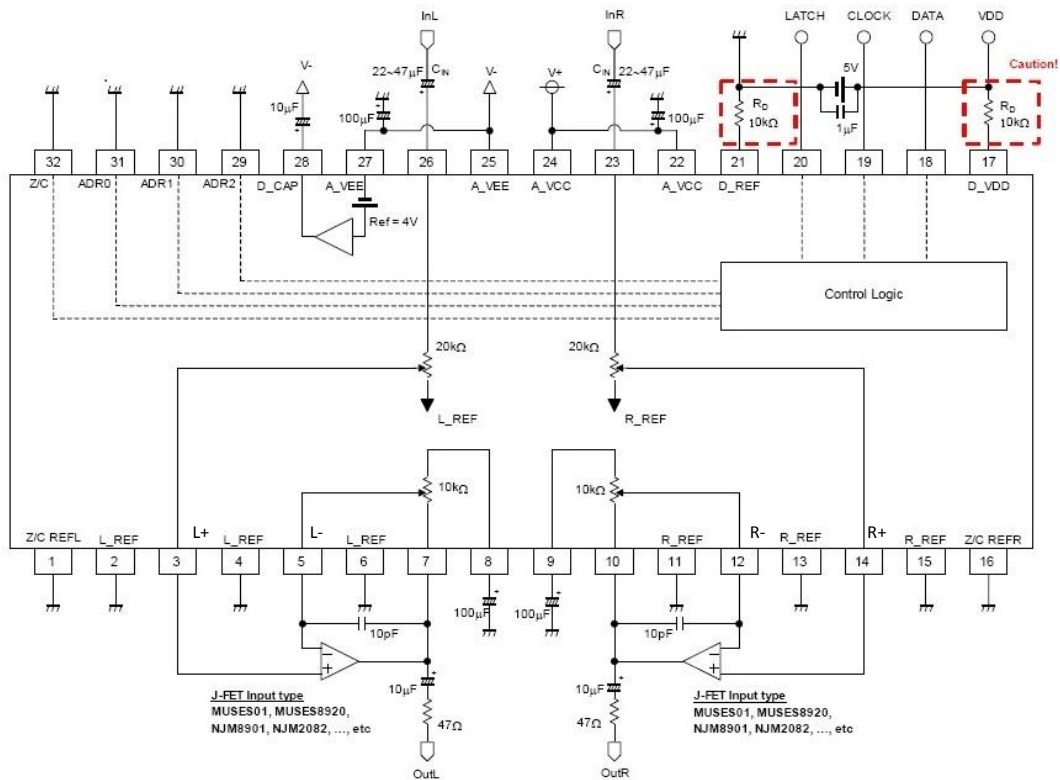 InL InR LATCH CLOCK DATA VDD
Caution!
V- 22~47µF CIN V- V+ CIN 22~47µF 5V
10µF 100µF 100µF RD 10kΩ 1µF RD 10kΩ
32 31 30 29 28 27 26 25 24 23 22 21 20 19 18 17
Z/C ADR0 ADR1 ADR2 D_CAP A_VEE A_VEE A_VCC A_VCC D_REF D_VDD
Ref = 4V
Control Logic
20kΩ 20kΩ
L_REF R_REF
10kΩ 10kΩ
Z/C REFL L_REF L+ L_REF L- L_REF R_REF R- R_REF R+ R_REF Z/C REFR
1 2 3 4 5 6 7 8 9 10 11 12 13 14 15 16
100µF 100µF
10pF 10pF
10µF 10µF
J-FET Input type
MUSES01, MUSES8920,
NJM8901, NJM2082, ..., etc
J-FET Input type
MUSES01, MUSES8920,
NJM8901, NJM2082, ..., etc
47Ω 47Ω
OutL OutR